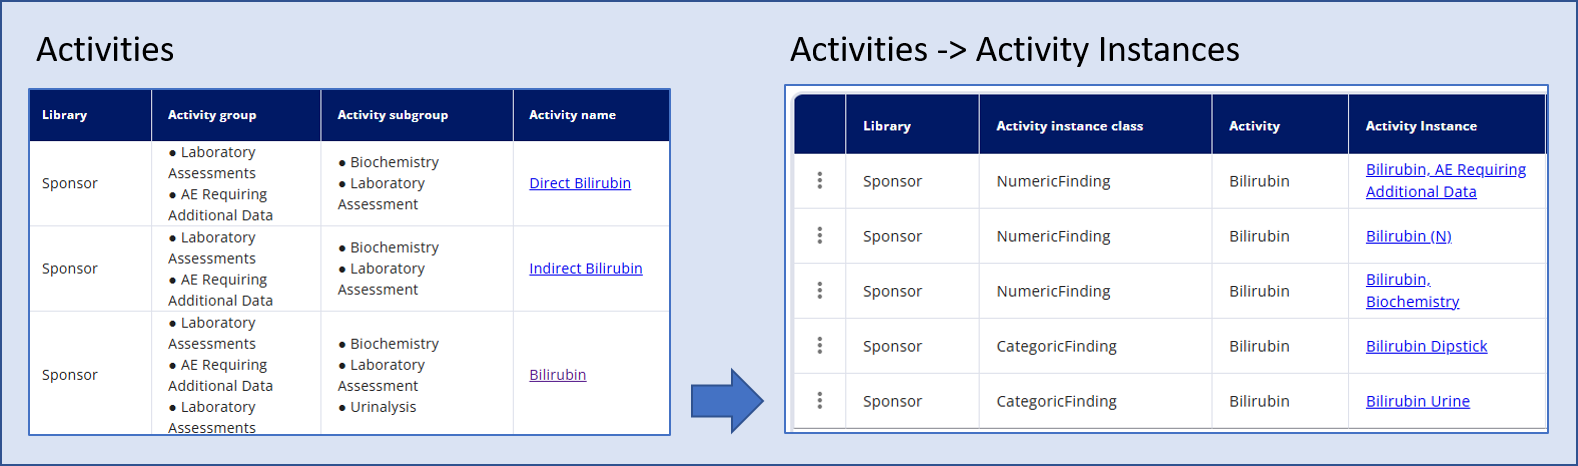 Activities
Library Activity group Activity subgroup Activity name
Sponsor
● Laboratory
Assessments
● AE Requiring
Additional Data
● Biochemistry
● Laboratory
Assessment
Direct Bilirubin
Sponsor
● Laboratory
Assessments
● AE Requiring
Additional Data
● Biochemistry
● Laboratory
Assessment
Indirect Bilirubin
Sponsor
● Laboratory
Assessments
● AE Requiring
Additional Data
● Laboratory
Assessments
● Biochemistry
● Laboratory
Assessment
● Urinalysis
Bilirubin
Activities -> Activity Instances
Library Activity instance class Activity Activity Instance
Sponsor NumericFinding Bilirubin Bilirubin, AE Requiring
Additional Data
Sponsor NumericFinding Bilirubin Bilirubin (N)
Sponsor NumericFinding Bilirubin Bilirubin,
Biochemistry
Sponsor CategoricFinding Bilirubin Bilirubin Dipstick
Sponsor CategoricFinding Bilirubin Bilirubin Urine